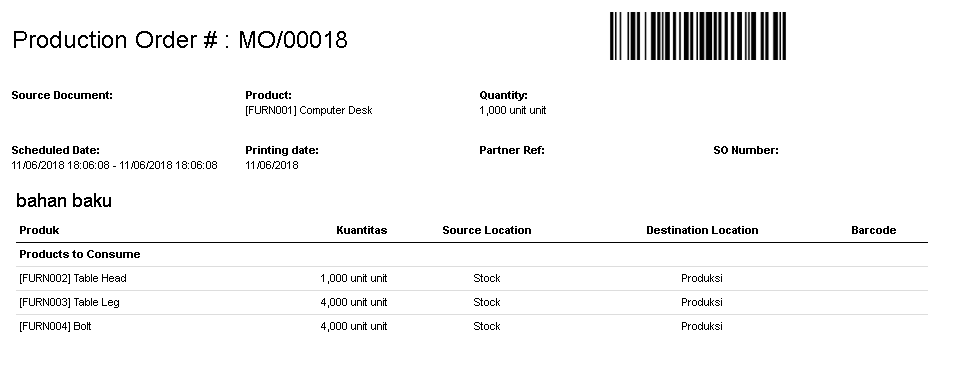 Production Order # : MO/00018
Source Document: Product: Quantity:
[FURN001] Computer Desk 1,000 unit unit
Scheduled Date: Printing date: Partner Ref: SO Number:
11/06/2018 18:06:08 - 11/06/2018 18:06:08 11/06/2018
bahan baku
Produk Kuantitas Source Location Destination Location Barcode
Products to Consume
[FURN002] Table Head 1,000 unit unit Stock Produksi
[FURN003] Table Leg 4,000 unit unit Stock Produksi
[FURN004] Bolt 4,000 unit unit Stock Produksi